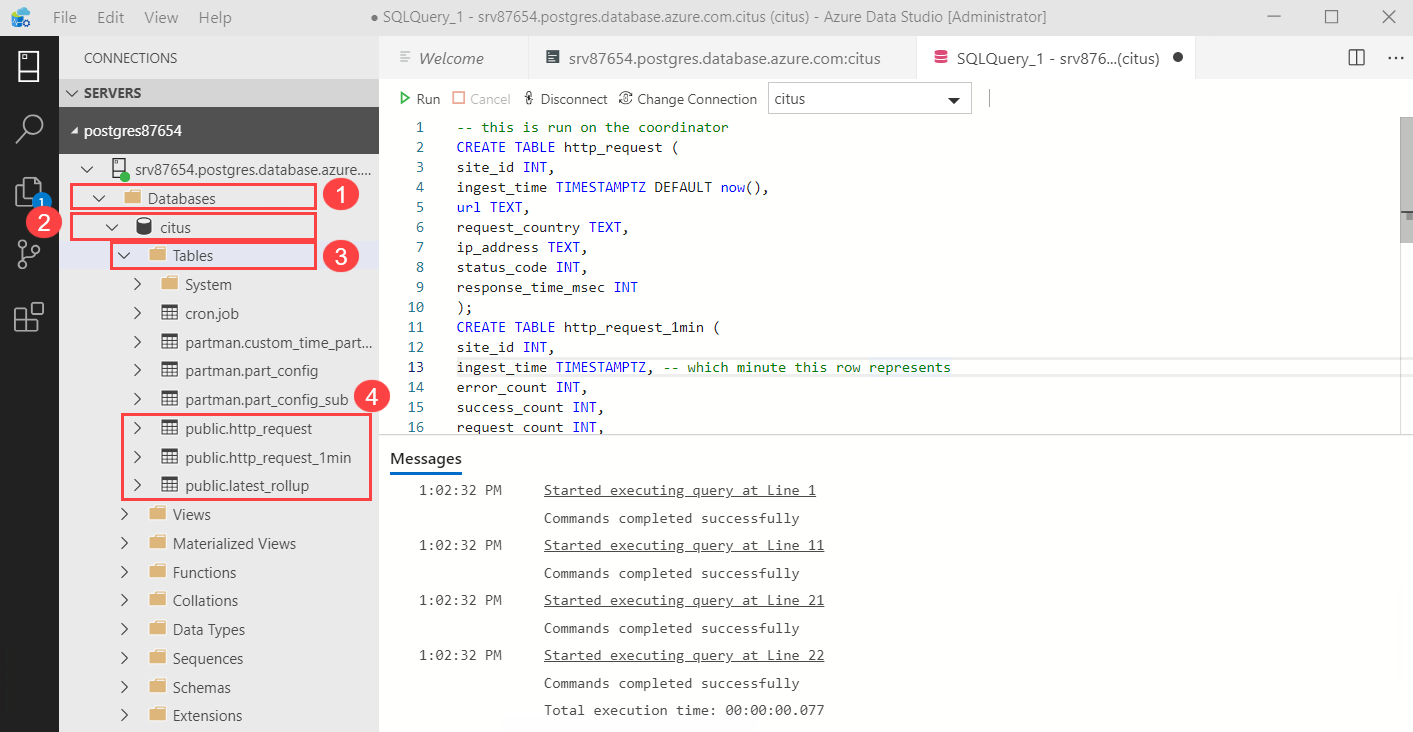 File Edit View Help ● SQLQuery_1 - srv87654.postgres.database.azure.com.citus (citus) - Azure Data Studio [Administrator]
CONNECTIONS
SERVERS
postgres87654
srv87654.postgres.database.azure....
Databases
1
2
citus
Tables
3
System
cron.job
partman.custom_time_part...
partman.part_config
partman.part_config_sub
4
public.http_request
public.http_request_1min
public.latest_rollup
Views
Materialized Views
Functions
Collations
Data Types
Sequences
Schemas
Extensions
1
Welcome srv87654.postgres.database.azure.com:citus SQLQuery_1 - srv876...(citus) ●
Run Cancel Disconnect Change Connection citus
1 -- this is run on the coordinator
2 CREATE TABLE http_request (
3 site_id INT,
4 ingest_time TIMESTAMPTZ DEFAULT now(),
5 url TEXT,
6 request_country TEXT,
7 ip_address TEXT,
8 status_code INT,
9 response_time_msec INT
10 );
11 CREATE TABLE http_request_1min (
12 site_id INT,
13 ingest_time TIMESTAMPTZ, -- which minute this row represents
14 error_count INT,
15 success_count INT,
16 request_count INT,
Messages
1:02:32 PM Started executing query at Line 1
Commands completed successfully
1:02:32 PM Started executing query at Line 11
Commands completed successfully
1:02:32 PM Started executing query at Line 21
Commands completed successfully
1:02:32 PM Started executing query at Line 22
Commands completed successfully
Total execution time: 00:00:00.077